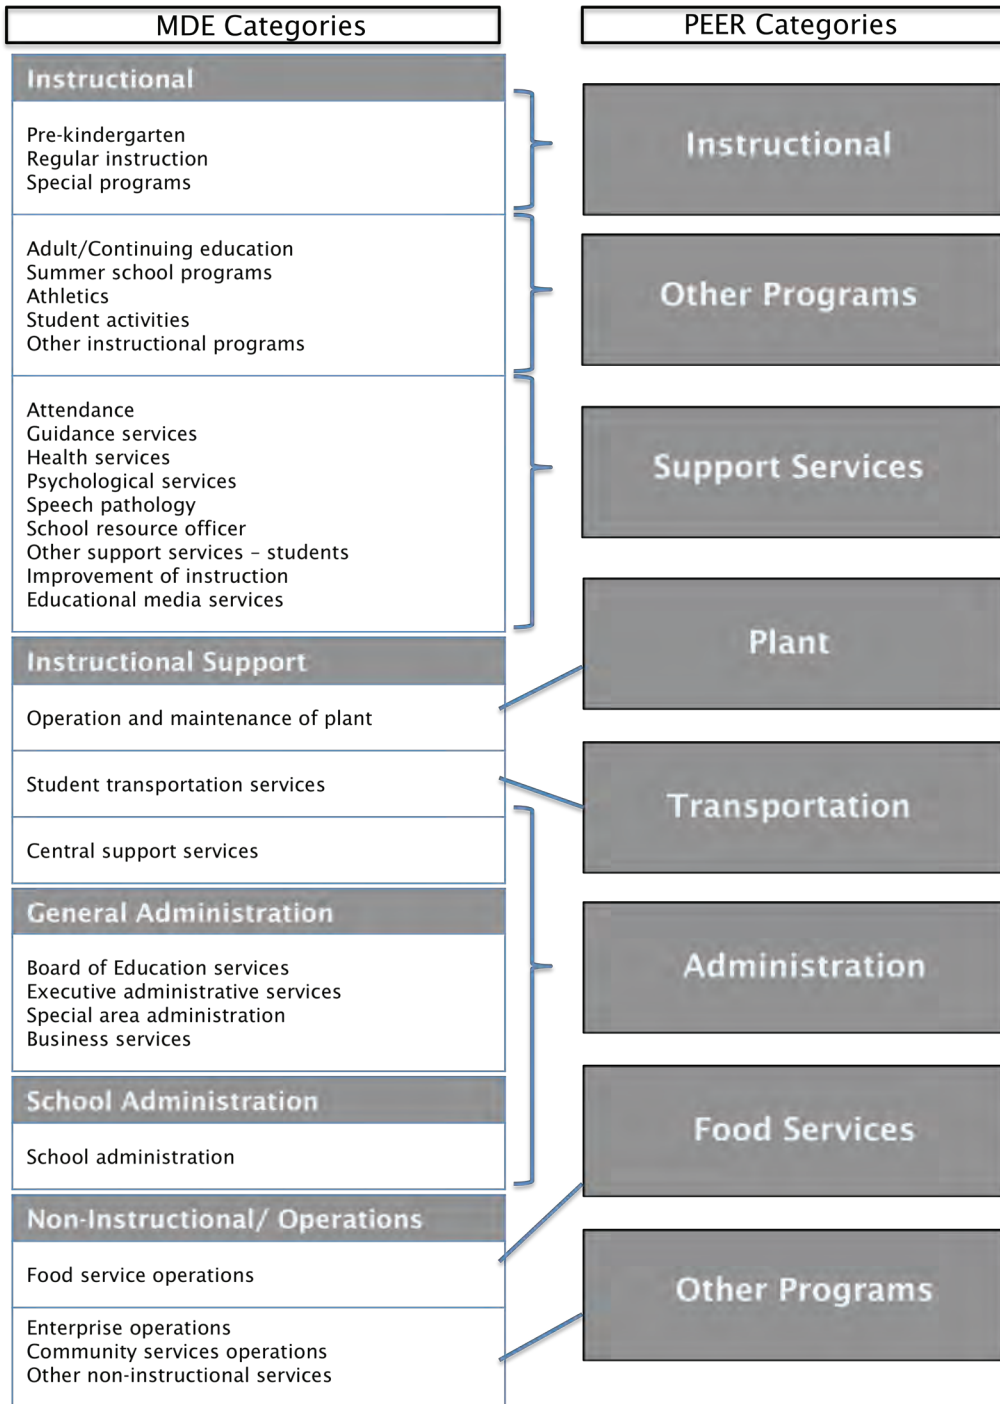 MDE Categories
PEER Categories
Instructional
Pre-kindergarten
Regular instruction
Special programs
Instructional
Adult/Continuing education
Summer school programs
Athletics
Student activities
Other instructional programs
Other Programs
Attendance
Guidance services
Health services
Psychological services
Speech pathology
School resource officer
Other support services – students
Improvement of instruction
Educational media services
Support Services
Instructional Support
Operation and maintenance of plant
Plant
Student transportation services
Transportation
Central support services
General Administration
Board of Education services
Executive administrative services
Special area administration
Business services
Administration
School Administration
School administration
Non-Instructional/ Operations
Food service operations
Food Services
Enterprise operations
Community services operations
Other non-instructional services
Other Programs